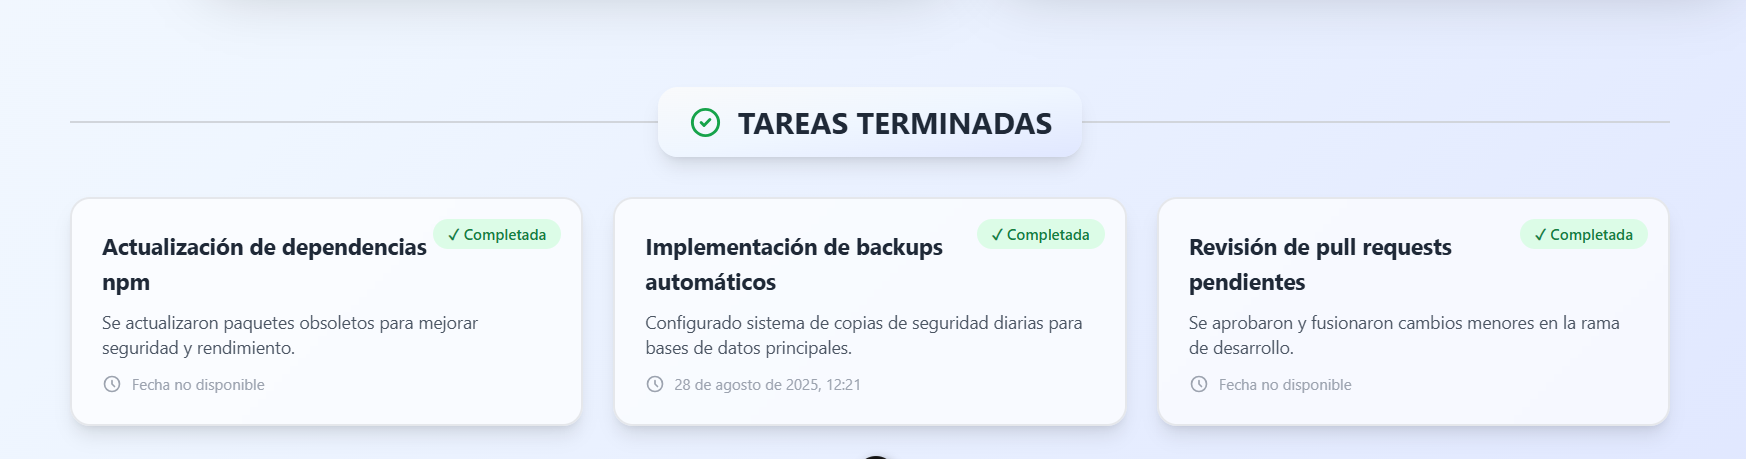 TAREAS TERMINADAS
Actualización de dependencias
npm
✓ Completada
Se actualizaron paquetes obsoletos para mejorar
seguridad y rendimiento.
Fecha no disponible
Implementación de backups
automáticos
✓ Completada
Configurado sistema de copias de seguridad diarias para
bases de datos principales.
28 de agosto de 2025, 12:21
Revisión de pull requests
pendientes
✓ Completada
Se aprobaron y fusionaron cambios menores en la rama
de desarrollo.
Fecha no disponible